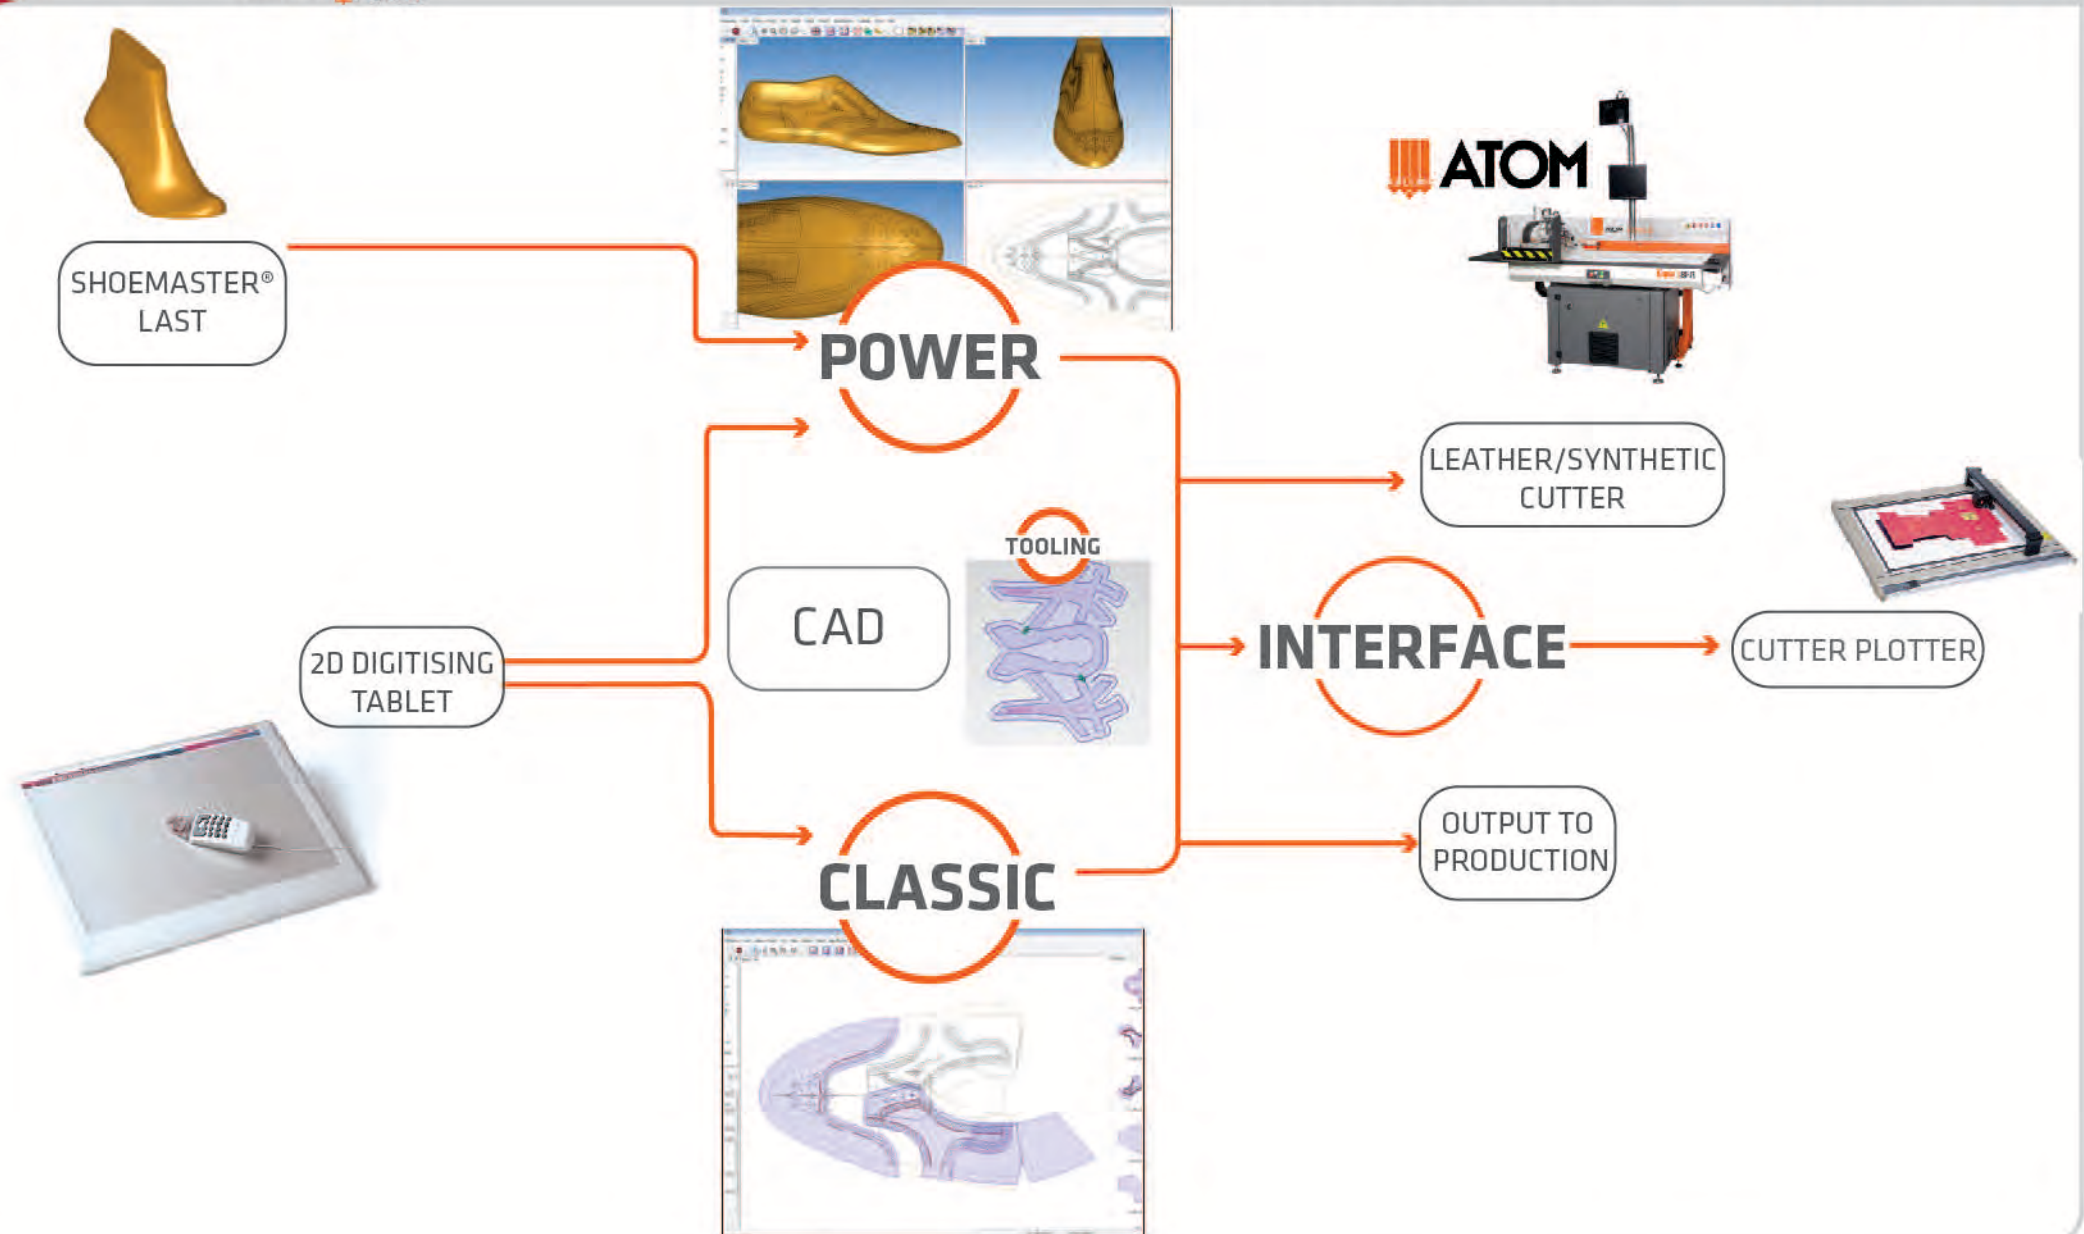 SHOEMASTER®
LAST
POWER
ATOM
LEATHER/SYNTHETIC
CUTTER
TOOLING
CAD
2D DIGITISING
TABLET
INTERFACE
CUTTER PLOTTER
OUTPUT TO
PRODUCTION
CLASSIC